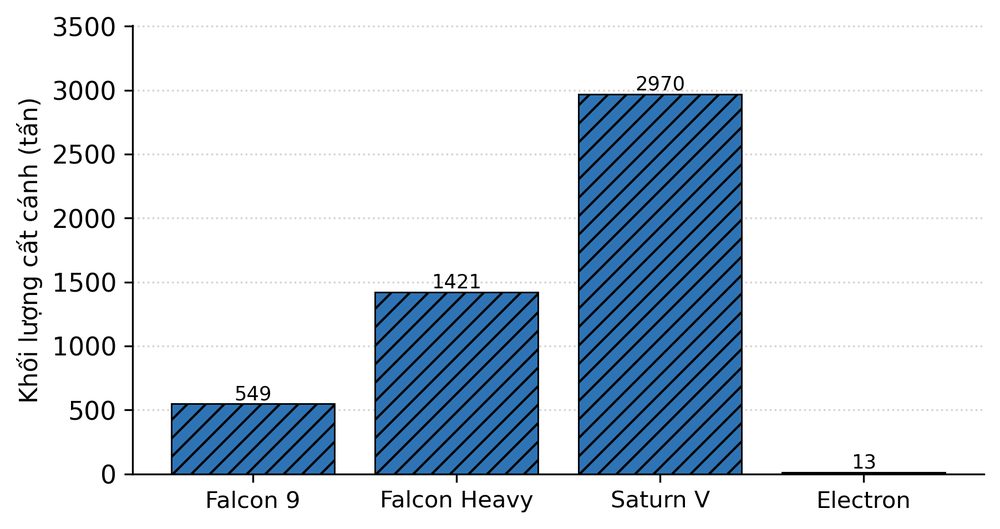 Khối lượng cất cánh (tấn)
3500
3000
2500
2000
1500
1000
500
0
549
1421
2970
13
Falcon 9
Falcon Heavy
Saturn V
Electron